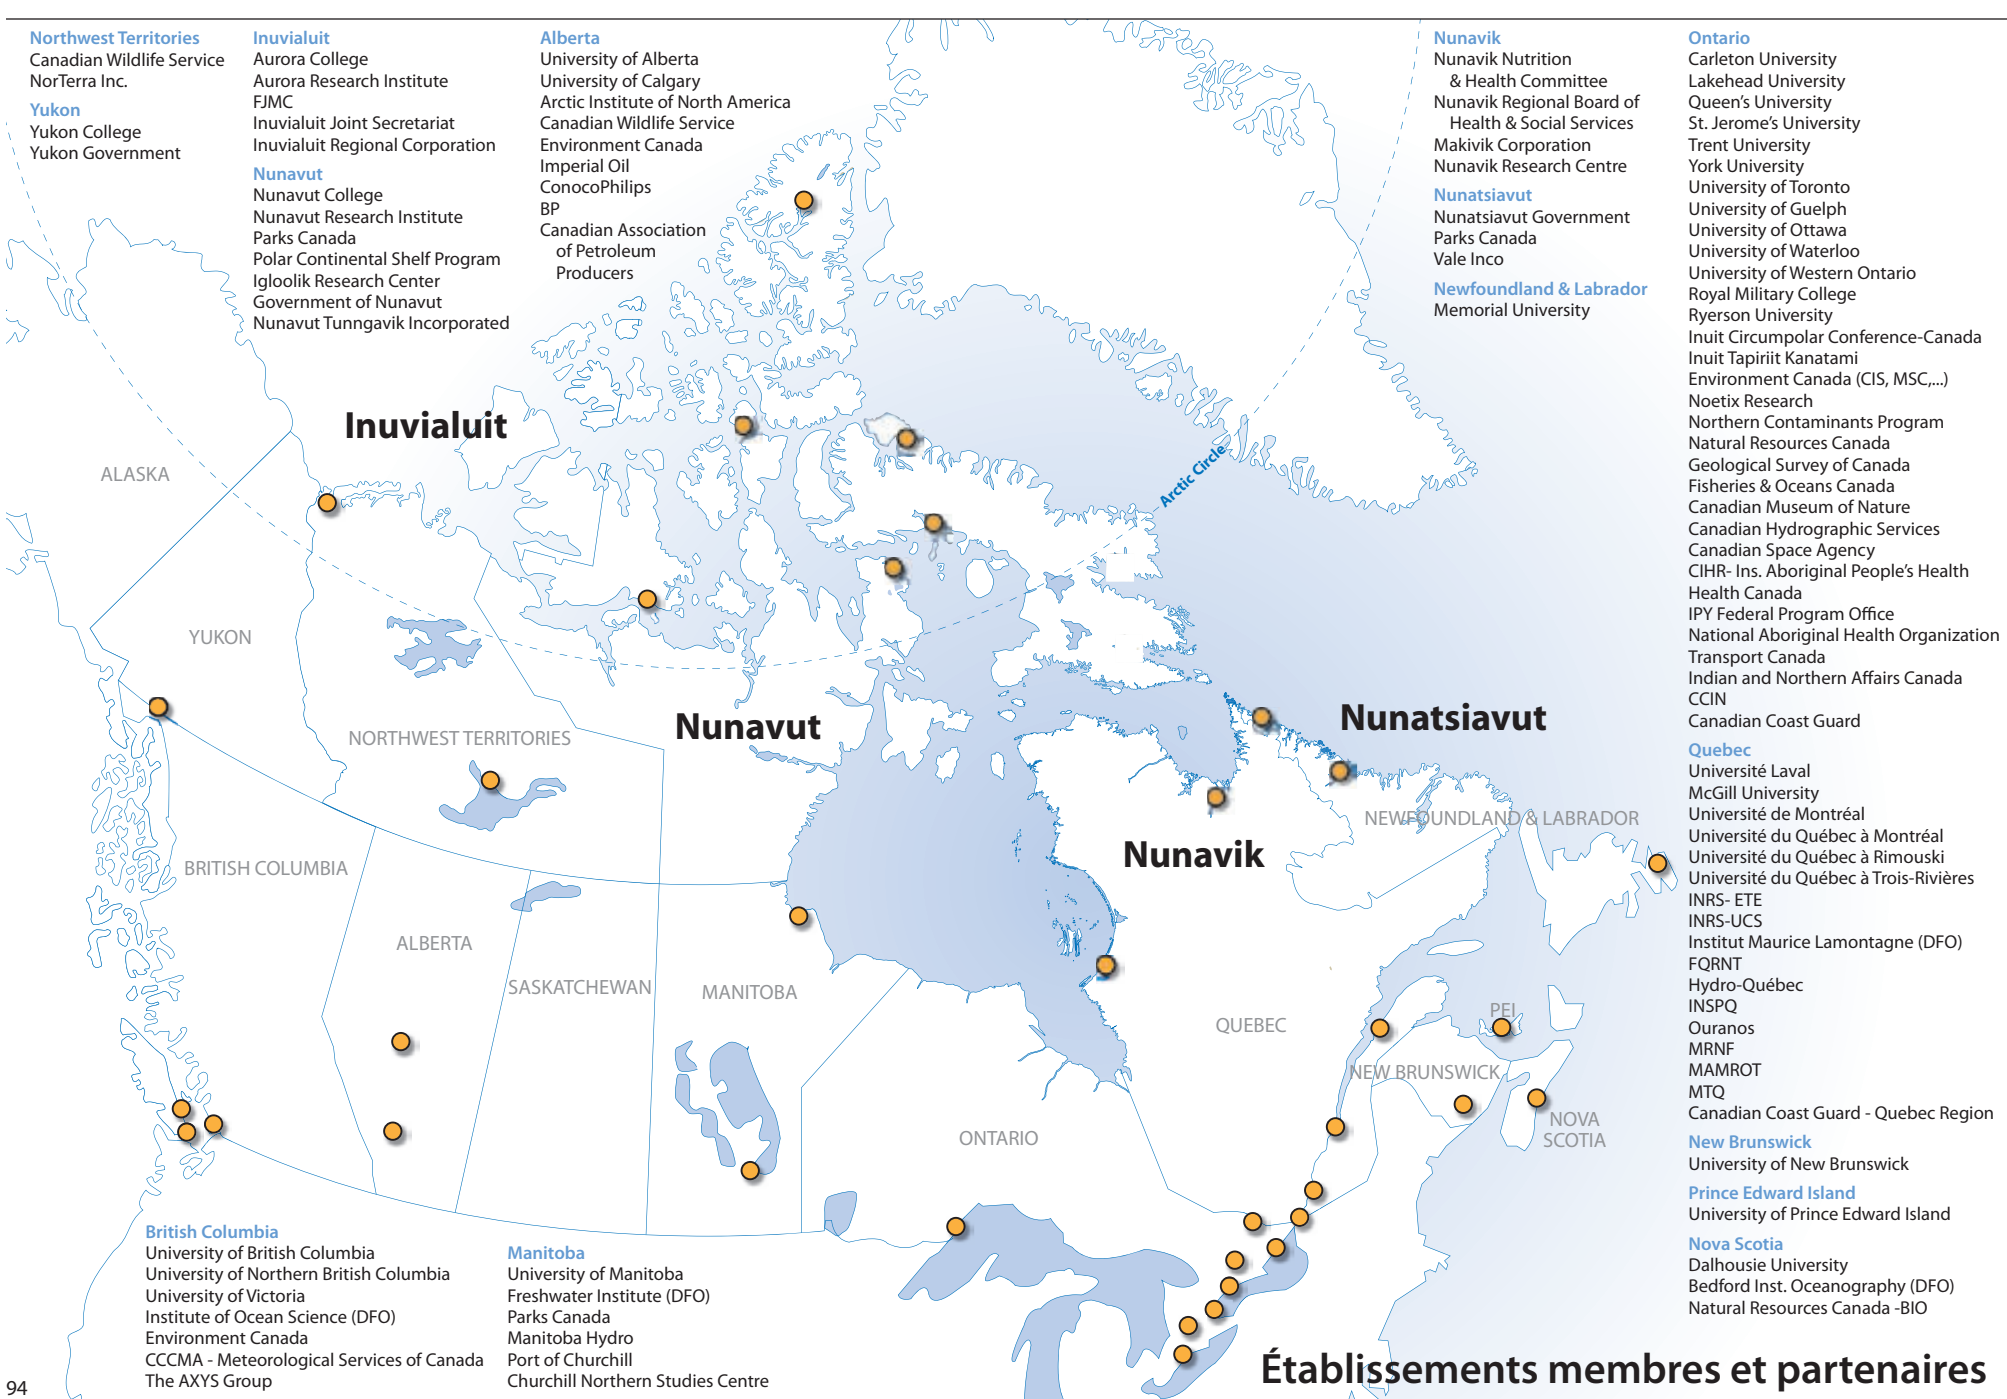 Northwest Territories
Canadian Wildlife Service
NorTerra Inc.
Yukon
Yukon College
Yukon Government
Inuvialuit
Aurora College
Aurora Research Institute
FJMC
Inuvialuit Joint Secretariat
Inuvialuit Regional Corporation
Nunavut
Nunavut College
Nunavut Research Institute
Parks Canada
Polar Continental Shelf Program
Igloolik Research Center
Government of Nunavut
Nunavut Tunngavik Incorporated
Alberta
University of Alberta
University of Calgary
Arctic Institute of North America
Canadian Wildlife Service
Environment Canada
Imperial Oil
ConocoPhilips
BP
Canadian Association
of Petroleum
Producers
Nunavik
Nunavik Nutrition
& Health Committee
Nunavik Regional Board of
Health & Social Services
Makivik Corporation
Nunavik Research Centre
Nunatsiavut
Nunatsiavut Government
Parks Canada
Vale Inco
Newfoundland & Labrador
Memorial University
Ontario
Carleton University
Lakehead University
Queen's University
St. Jerome's University
Trent University
York University
University of Toronto
University of Guelph
University of Ottawa
University of Waterloo
University of Western Ontario
Royal Military College
Ryerson University
Inuit Circumpolar Conference-Canada
Inuit Tapiriit Kanatami
Environment Canada (CIS, MSC,...)
Noetix Research
Northern Contaminants Program
Natural Resources Canada
Geological Survey of Canada
Fisheries & Oceans Canada
Canadian Museum of Nature
Canadian Hydrographic Services
Canadian Space Agency
CIHR- Ins. Aboriginal People's Health
Health Canada
IPY Federal Program Office
National Aboriginal Health Organization
Transport Canada
Indian and Northern Affairs Canada
CCIN
Canadian Coast Guard
Quebec
Université Laval
McGill University
Université de Montréal
Université du Québec à Montréal
Université du Québec à Rimouski
Université du Québec à Trois-Rivières
INRS- ETE
INRS-UCS
Institut Maurice Lamontagne (DFO)
FQRNT
Hydro-Québec
INSPQ
Ouranos
MRNF
MAMROT
MTQ
Canadian Coast Guard - Quebec Region
New Brunswick
University of New Brunswick
Prince Edward Island
University of Prince Edward Island
Nova Scotia
Dalhousie University
Bedford Inst. Oceanography (DFO)
Natural Resources Canada -BIO
Inuvialuit
ALASKA
Arctic Circle
YUKON
Nunavut
Nunatsiavut
NORTHWEST TERRITORIES
NEWFOUNDLAND & LABRADOR
Nunavik
BRITISH COLUMBIA
ALBERTA
SASKATCHEWAN
MANITOBA
QUEBEC
PEI
NEW BRUNSWICK
NOVA
SCOTIA
ONTARIO
British Columbia
University of British Columbia
University of Northern British Columbia
University of Victoria
Institute of Ocean Science (DFO)
Environment Canada
CCCMA - Meteorological Services of Canada
The AXYS Group
Manitoba
University of Manitoba
Freshwater Institute (DFO)
Parks Canada
Manitoba Hydro
Port of Churchill
Churchill Northern Studies Centre
Établissements membres et partenaires
94